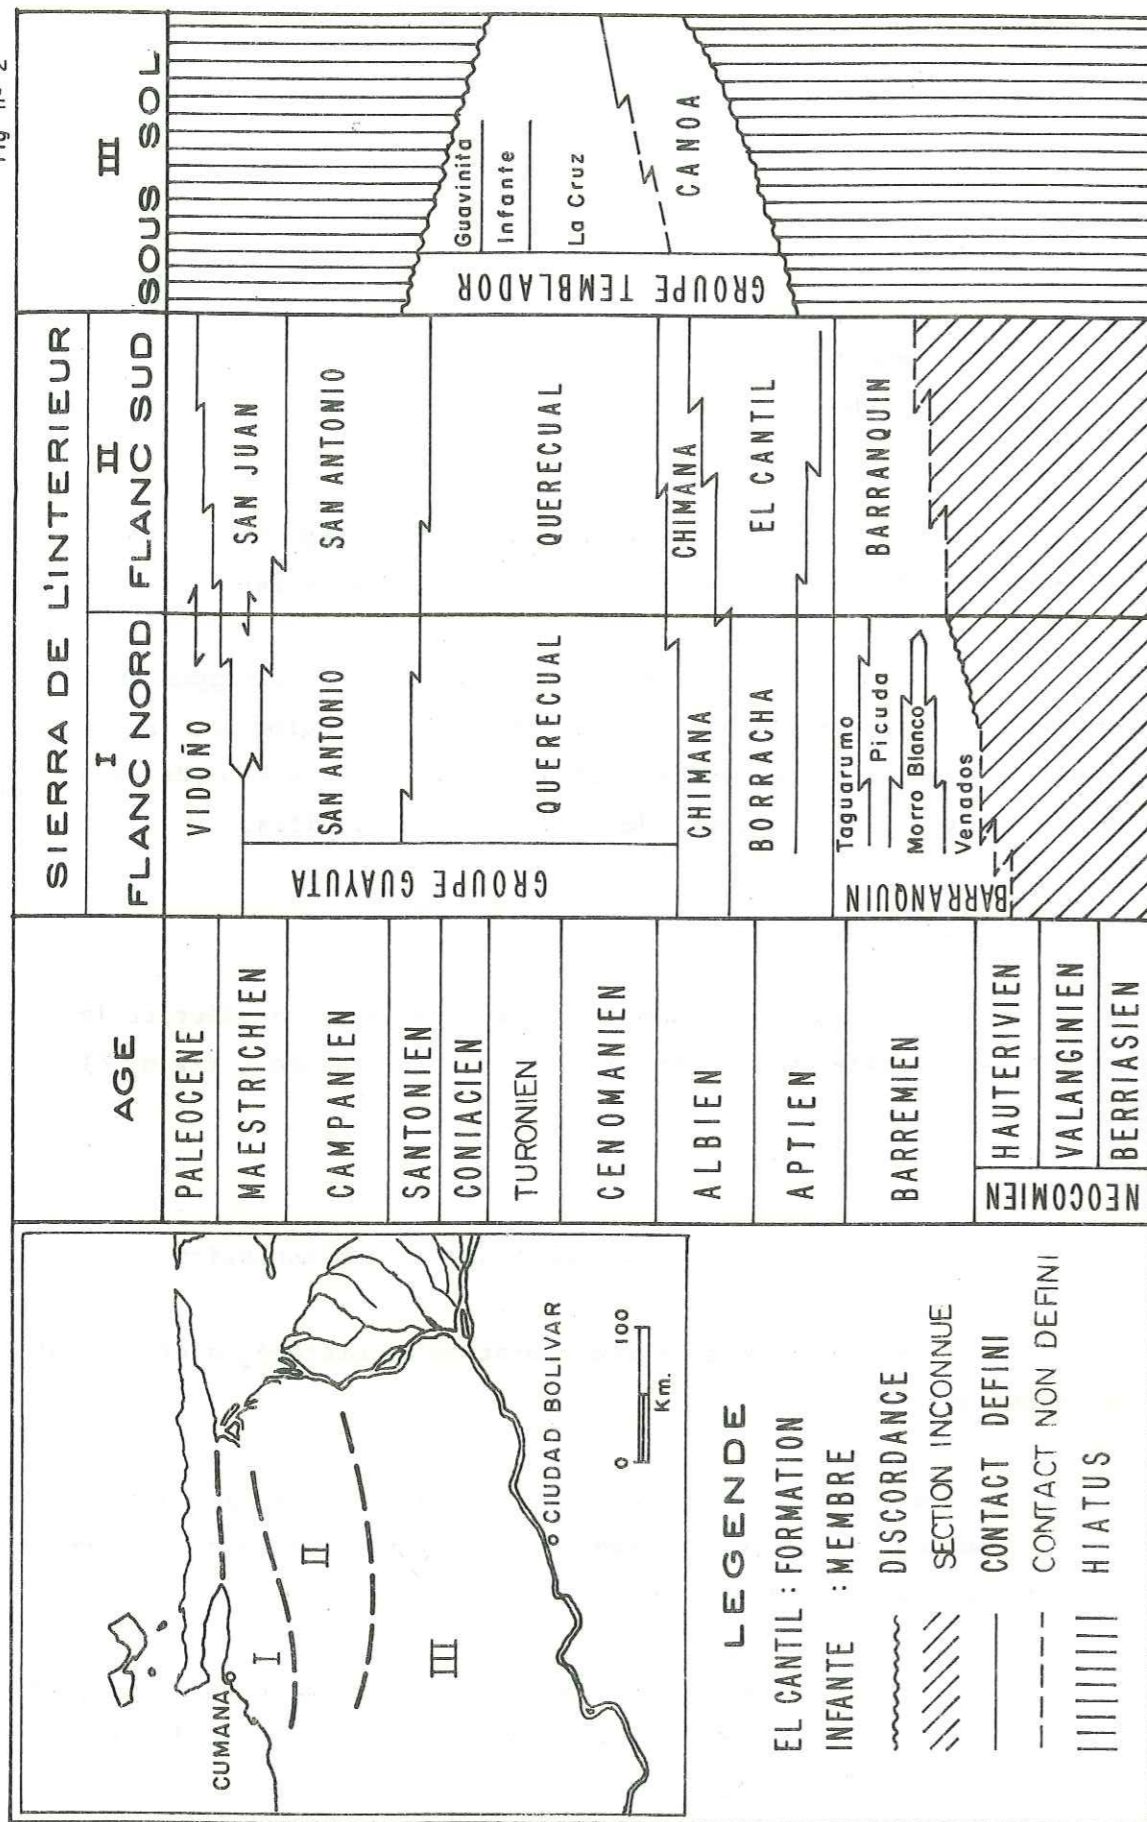 Fig nº 2
SIERRA DE L'INTERIEUR
I
FLANC NORD
II
FLANC SUD
III
SOUS SOL
AGE
PALEOCENE
MAESTRICHIEN
CAMPANIEN
SANTONIEN
CONIACIEN
TURONIEN
CENOMANIEN
ALBIEN
APTIEN
BARREMIEN
NEOCOMIEN
HAUTERIVIEN
VALANGINIEN
BERRIASIEN
VIDOÑO
GROUPE GUAYUTA
SAN ANTONIO
QUERECUAL
CHIMANA
BORRACHA
BARRANQUIN
Taguarumo
Picuda
Morro Blanco
Venados
BARRANQUIN
SAN JUAN
SAN ANTONIO
QUERECUAL
CHIMANA
EL CANTIL
BARRANQUIN
GROUPE TEMBLADOR
Guavinita
Infante
La Cruz
CANOA
CUMANA
I
II
III
CIUDAD BOLIVAR
0 100
Km.
LEGENDE
EL CANTIL : FORMATION
INFANTE : MEMBRE
DISCORDANCE
SECTION INCONNUE
CONTACT DEFINI
CONTACT NON DEFINI
HIATUS